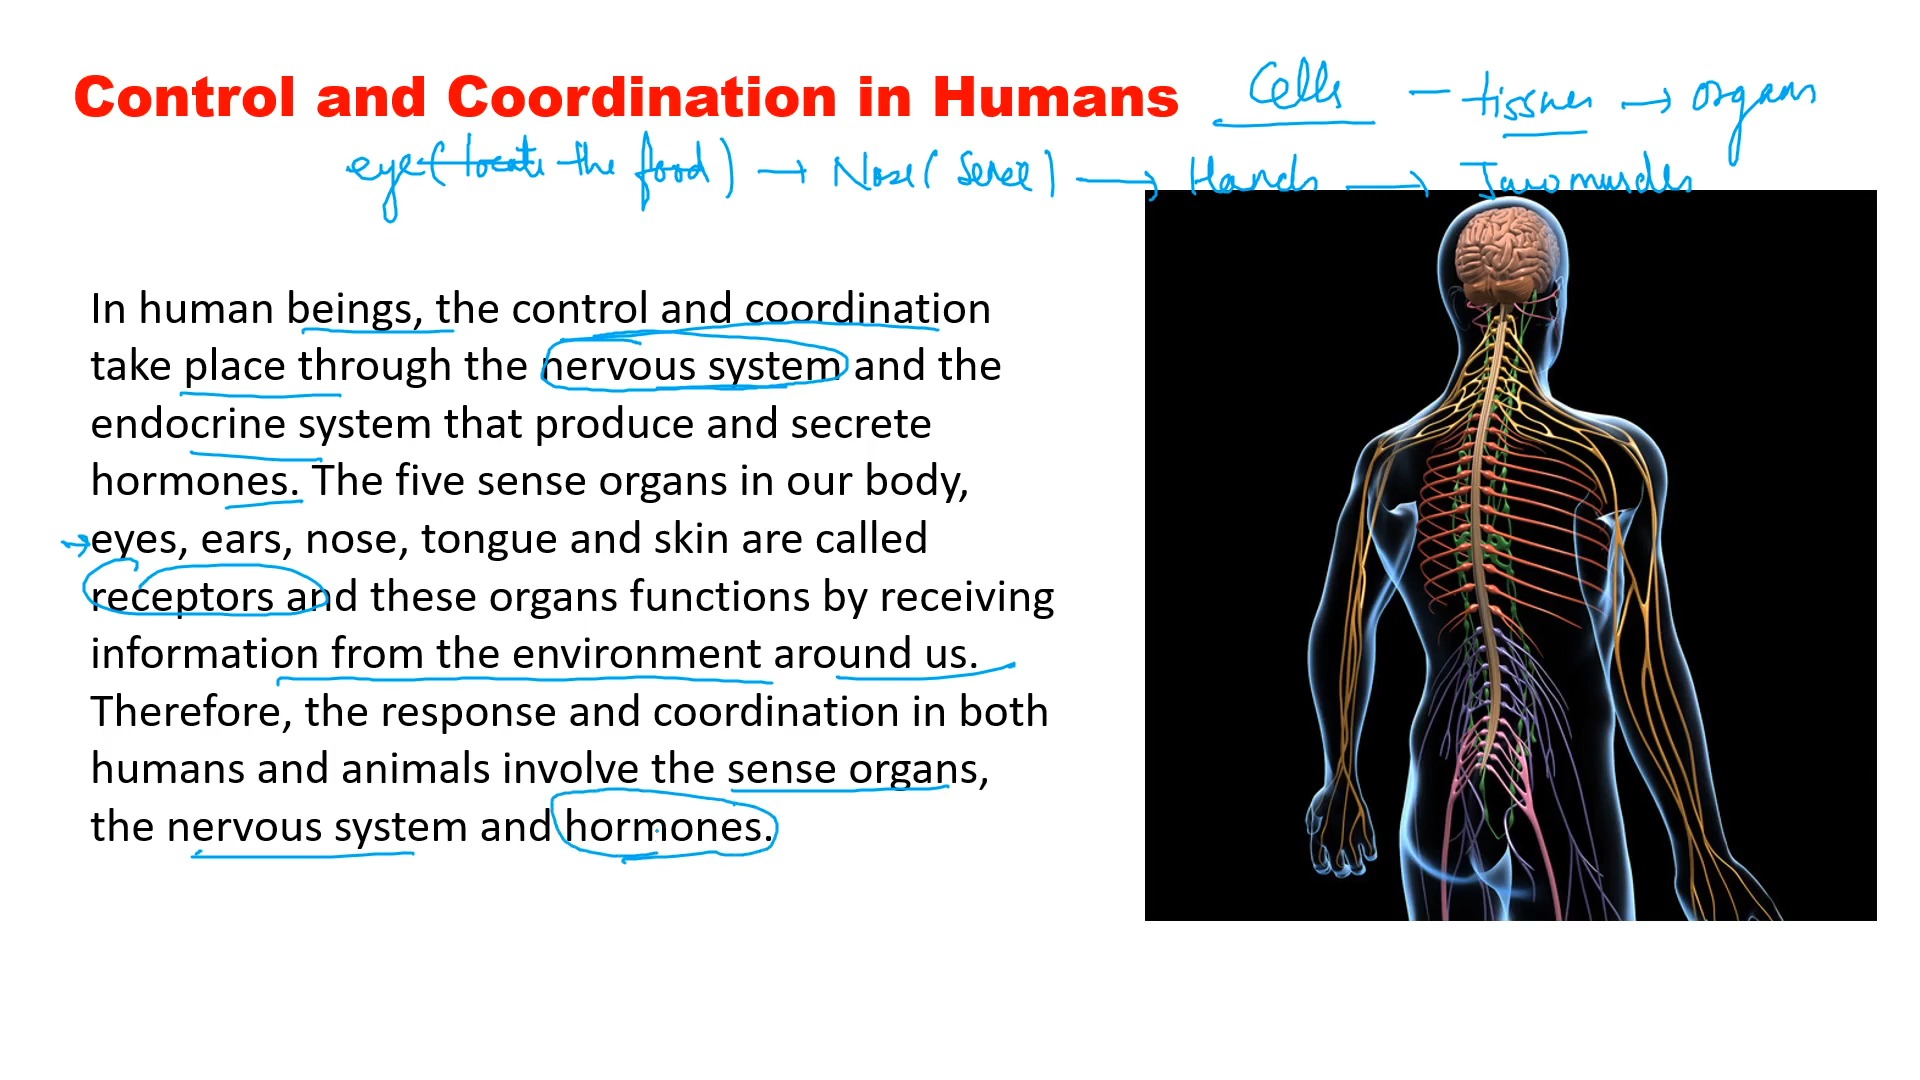 Control and Coordination in Humans Cells – tissues → organs
eye (locate the food) → Nose (Sense) → Hands → Jaw muscles
In human beings, the control and coordination
take place through the nervous system and the
endocrine system that produce and secrete
hormones. The five sense organs in our body,
→ eyes, ears, nose, tongue and skin are called
receptors and these organs functions by receiving
information from the environment around us.
Therefore, the response and coordination in both
humans and animals involve the sense organs,
the nervous system and hormones.